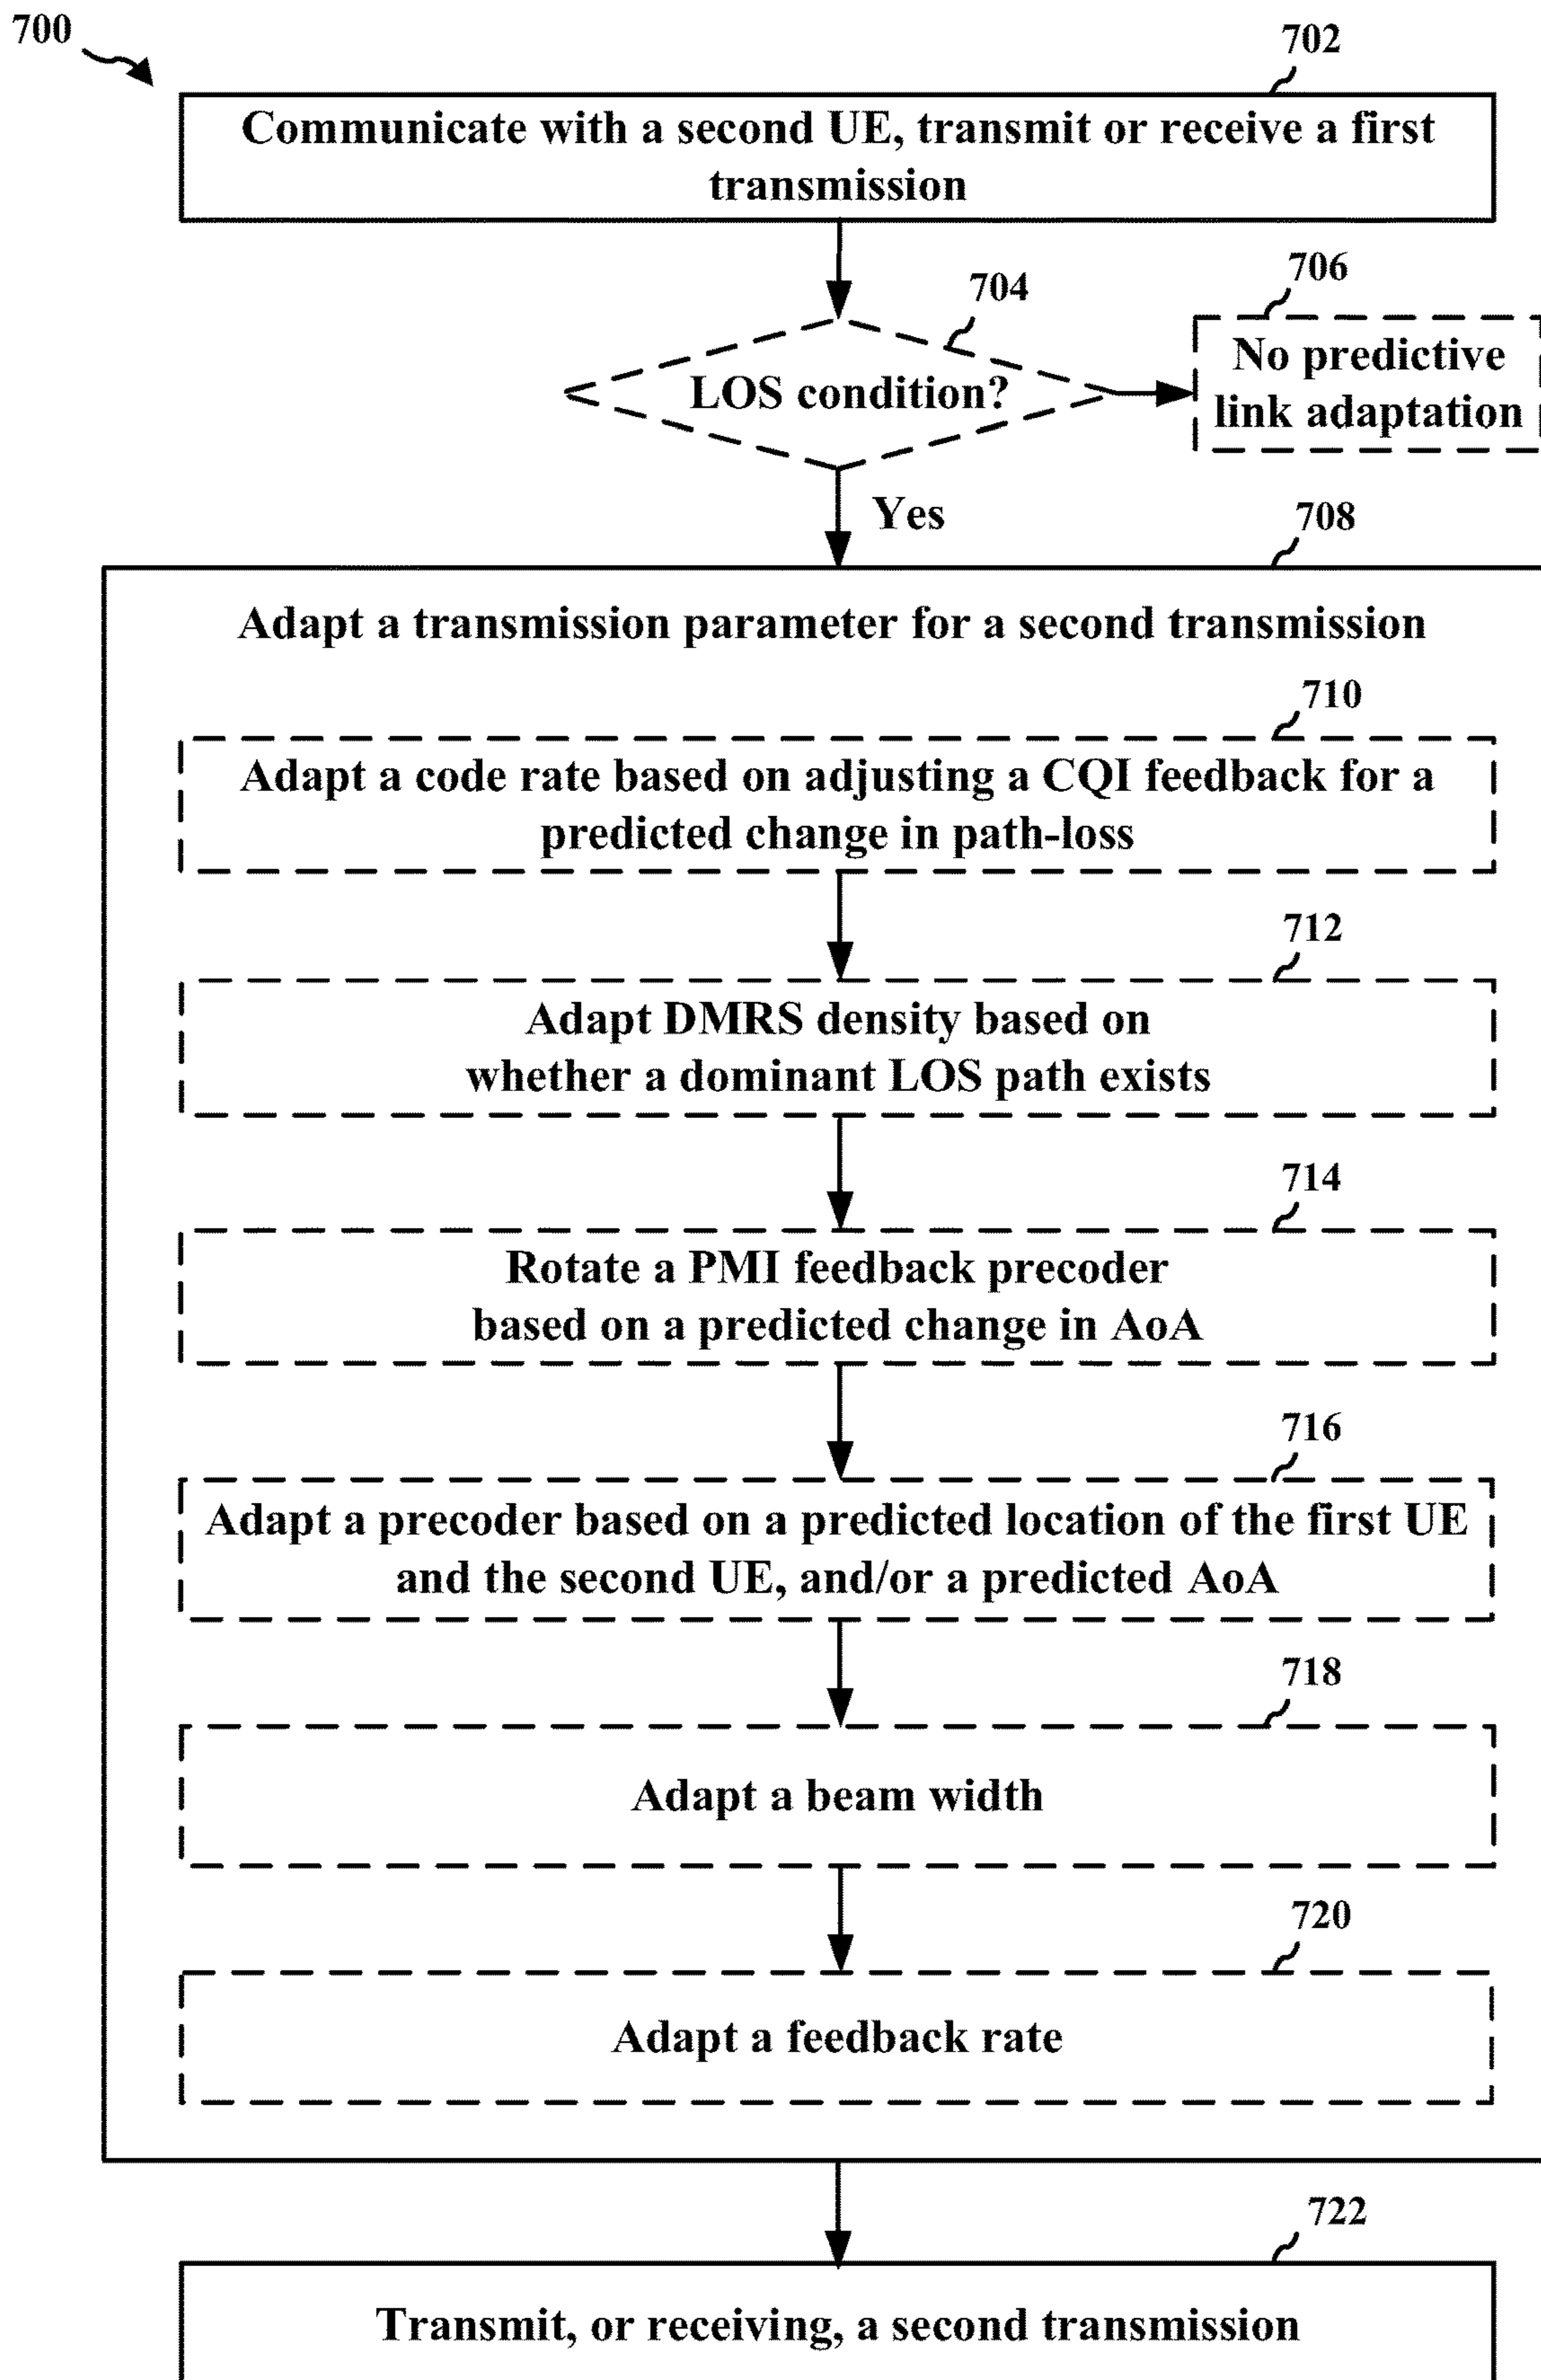 700
702
Communicate with a second UE, transmit or receive a first
transmission
704
706
LOS condition?
No predictive
link adaptation
Yes
708
Adapt a transmission parameter for a second transmission
710
Adapt a code rate based on adjusting a CQI feedback for a
predicted change in path-loss
712
Adapt DMRS density based on
whether a dominant LOS path exists
714
Rotate a PMI feedback precoder
based on a predicted change in AoA
716
Adapt a precoder based on a predicted location of the first UE
and the second UE, and/or a predicted AoA
718
Adapt a beam width
720
Adapt a feedback rate
722
Transmit, or receiving, a second transmission